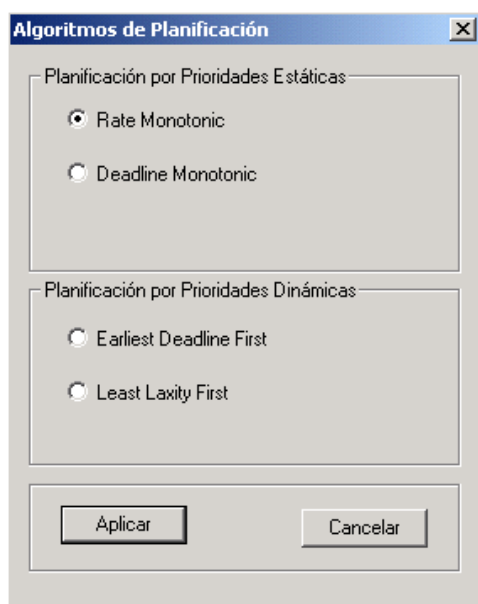 Algoritmos de Planificación
Planificación por Prioridades Estáticas
Rate Monotonic
Deadline Monotonic
Planificación por Prioridades Dinámicas
Earliest Deadline First
Least Laxity First
Aplicar
Cancelar